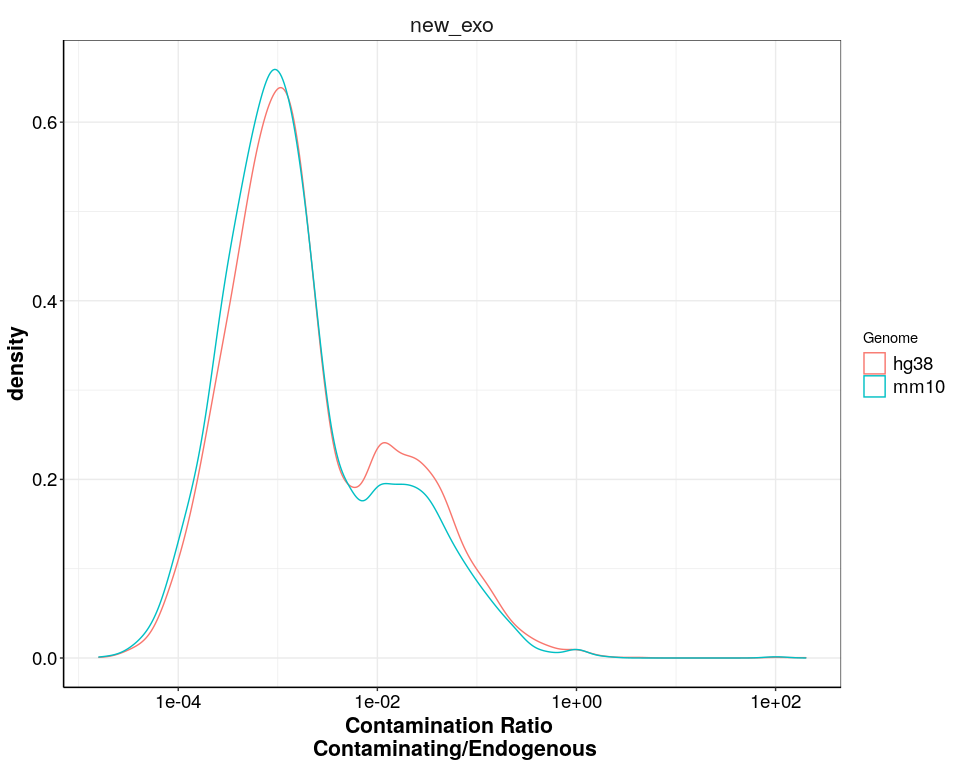 new_exo
density
0.6
0.4
0.2
0.0
1e-04 1e-02 1e+00 1e+02
Contamination Ratio
Contaminating/Endogenous
Genome
hg38
mm10